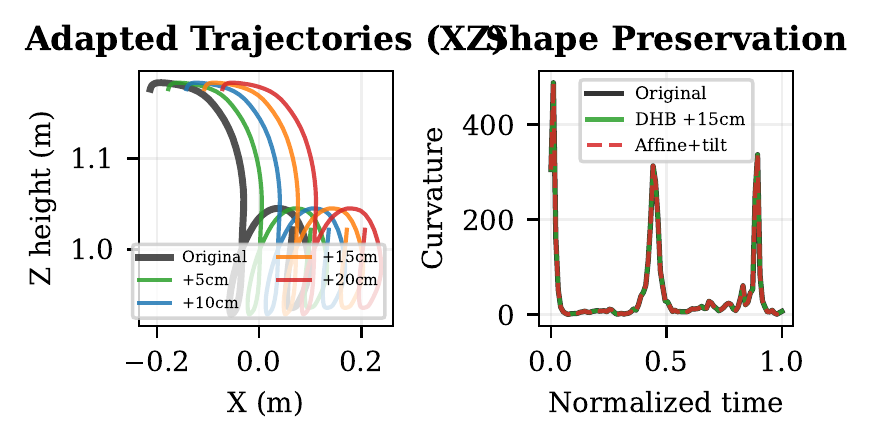 Adapted Trajectories (XZ)
Z height (m)
1.1
1.0
Original
+5cm
+10cm
+15cm
+20cm
−0.2
0.0
0.2
X (m)
Shape Preservation
Curvature
400
200
0
Original
DHB +15cm
Affine+tilt
0.0
0.5
1.0
Normalized time